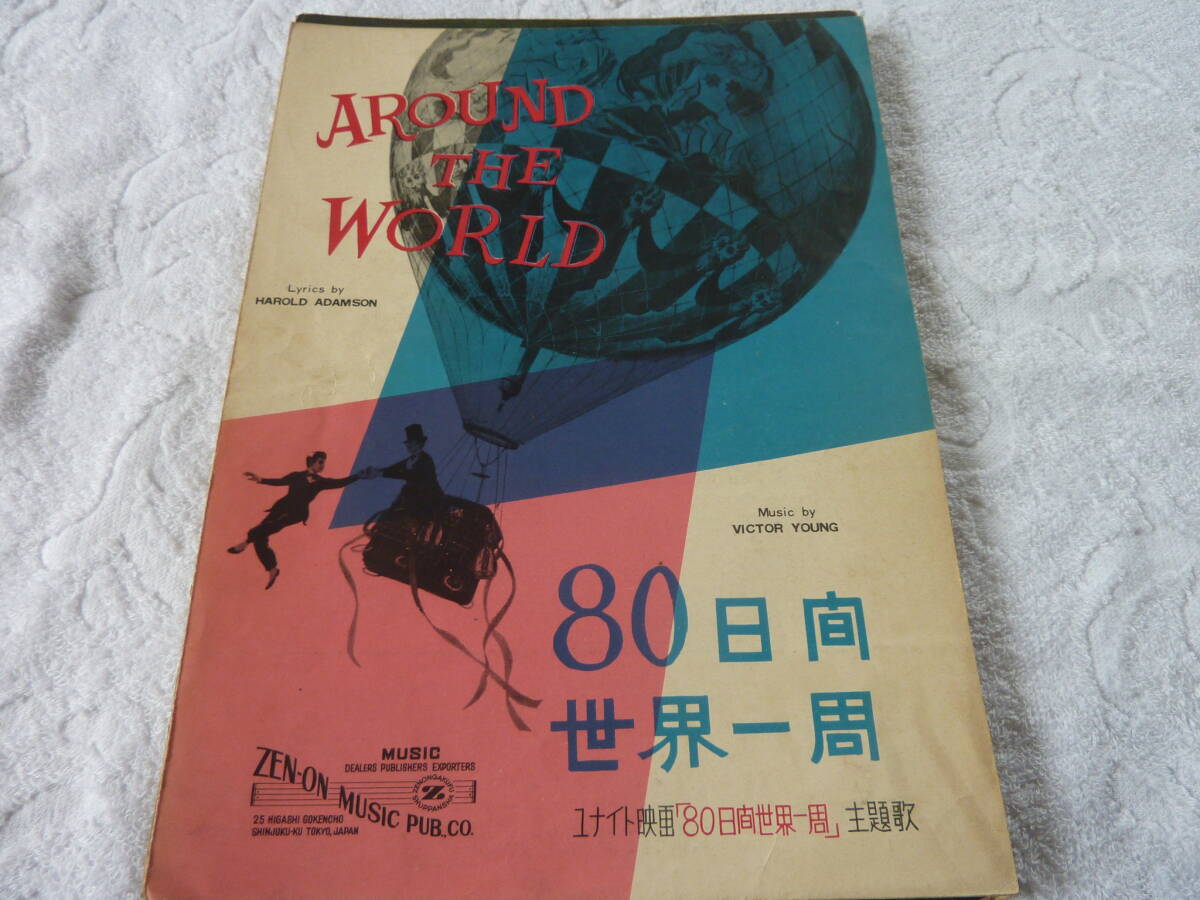 AROUND
THE
WORLD
Lyrics by
HAROLD ADAMSON
Music by
VICTOR YOUNG
80日間
世界一周
MUSIC
DEALERS PUBLISHERS EXPORTERS
ZEN-ON MUSIC PUB., CO.
ZENONGAKUFU SHUPPANSHA
25 HIGASHI GOKENCHO
SHINJUKU-KU TOKYO, JAPAN
ユナイト映画「80日間世界一周」主題歌